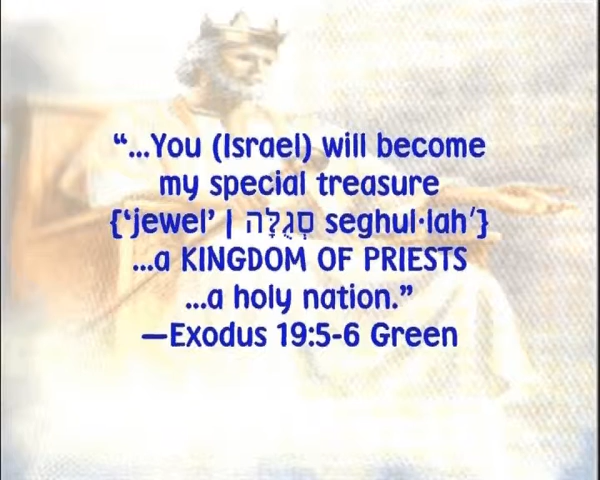 “...You (Israel) will become
my special treasure
{‘jewel’ | סְגֻלָּה seghul·lah′}
...a KINGDOM OF PRIESTS
...a holy nation.”
—Exodus 19:5-6 Green